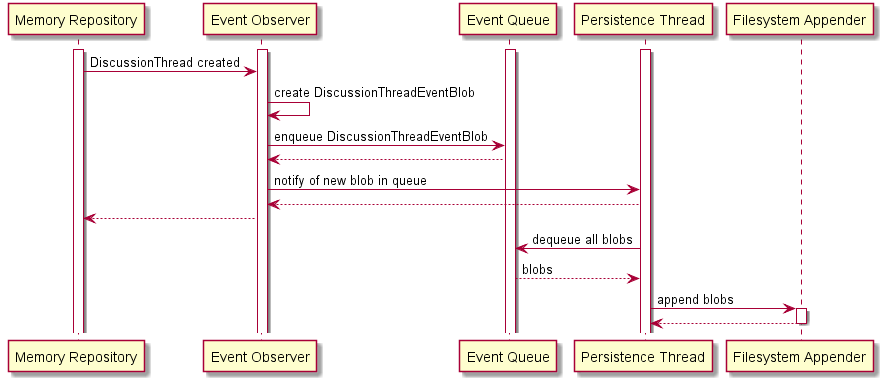 Memory Repository
Event Observer
Event Queue
Persistence Thread
Filesystem Appender
DiscussionThread created
create DiscussionThreadEventBlob
enqueue DiscussionThreadEventBlob
notify of new blob in queue
dequeue all blobs
blobs
append blobs
Memory Repository
Event Observer
Event Queue
Persistence Thread
Filesystem Appender